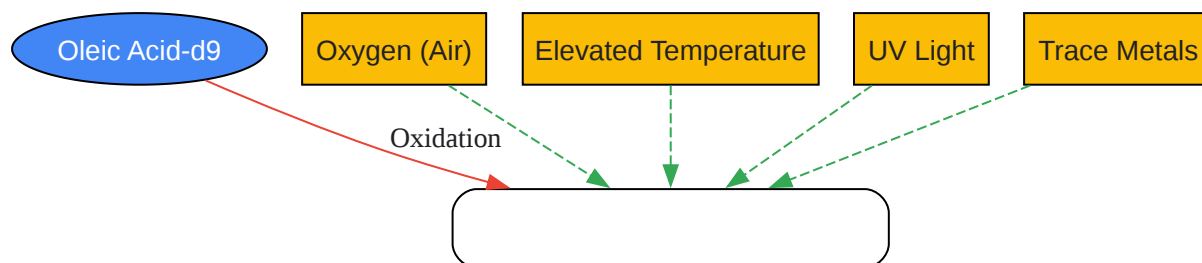 Oleic Acid-d9
Oxygen (Air)
Elevated Temperature
UV Light
Trace Metals
Oxidation